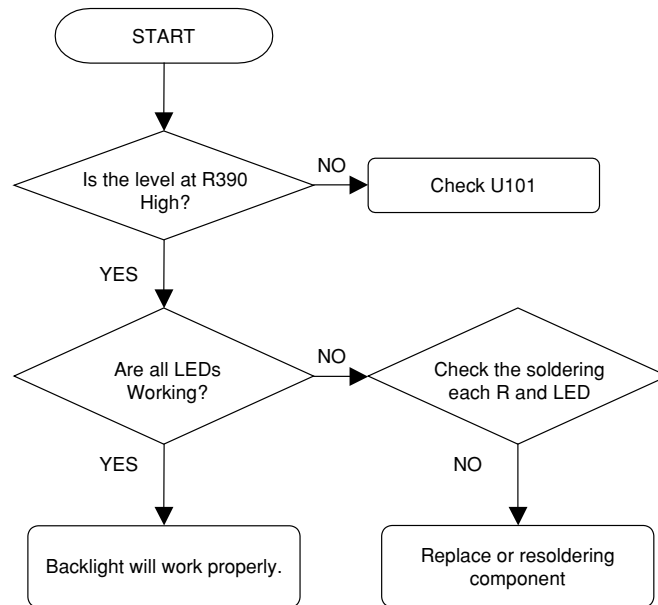 START
Is the level at R390
High?
NO
Check U101
YES
Are all LEDs
Working?
NO
Check the soldering
each R and LED
YES
NO
Backlight will work properly.
Replace or resoldering
component